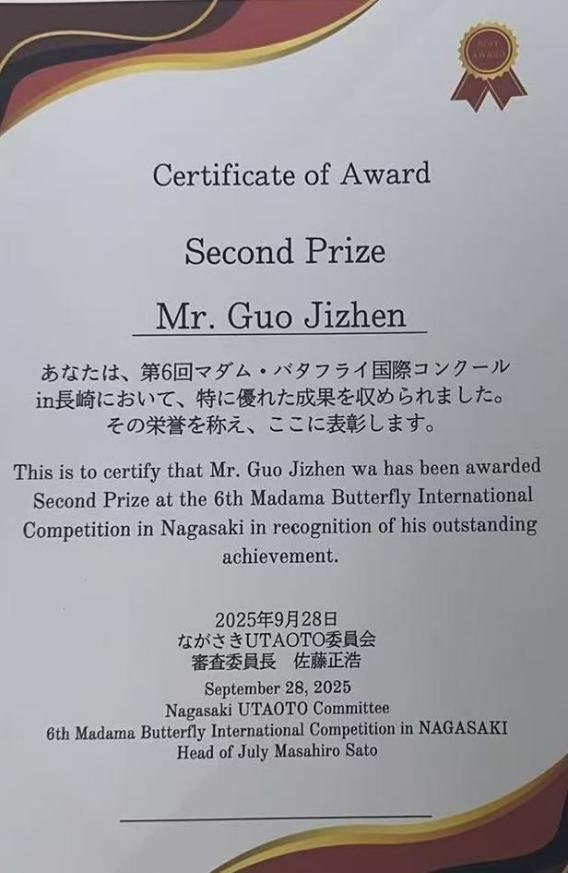 BEST
AWARD
Certificate of Award
Second Prize
Mr. Guo Jizhen
あなたは、第6回マダム・バタフライ国際コンクール
in長崎において、特に優れた成果を収められました。
その栄誉を称え、ここに表彰します。
This is to certify that Mr. Guo Jizhen wa has been awarded
Second Prize at the 6th Madama Butterfly International
Competition in Nagasaki in recognition of his outstanding
achievement.
2025年9月28日
ながさきUTAOTO委員会
審査委員長　佐藤正浩
September 28, 2025
Nagasaki UTAOTO Committee
6th Madama Butterfly International Competition in NAGASAKI
Head of July Masahiro Sato